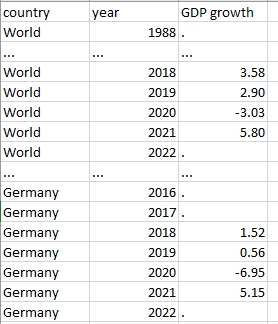 country year GDP growth
World 1988 .
... ... ...
World 2018 3.58
World 2019 2.90
World 2020 -3.03
World 2021 5.80
World 2022 .
... ... ...
Germany 2016 .
Germany 2017 .
Germany 2018 1.52
Germany 2019 0.56
Germany 2020 -6.95
Germany 2021 5.15
Germany 2022 .